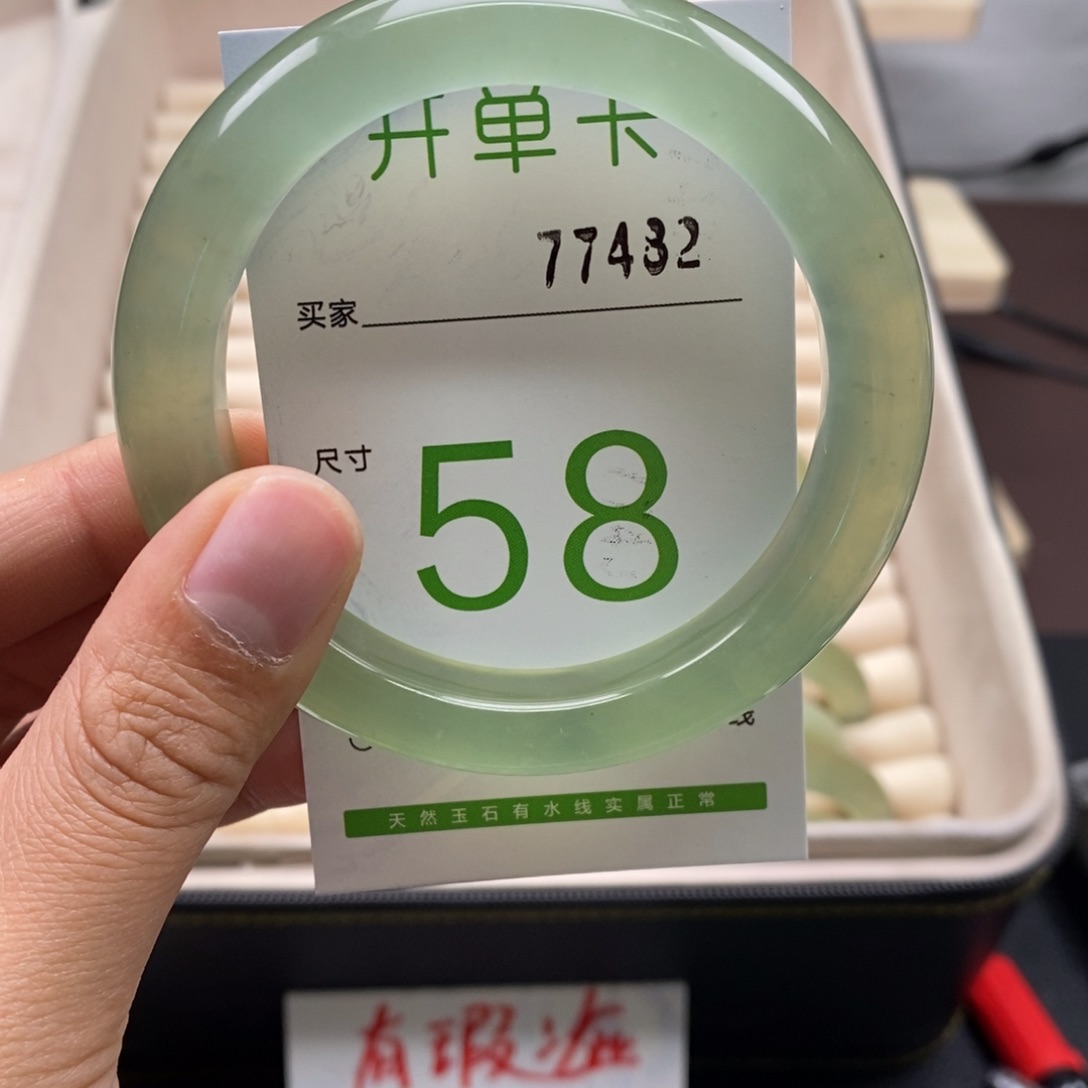 开单卡
77432
买家
尺寸 58
线
天然玉石有水线实属正常
有瑕